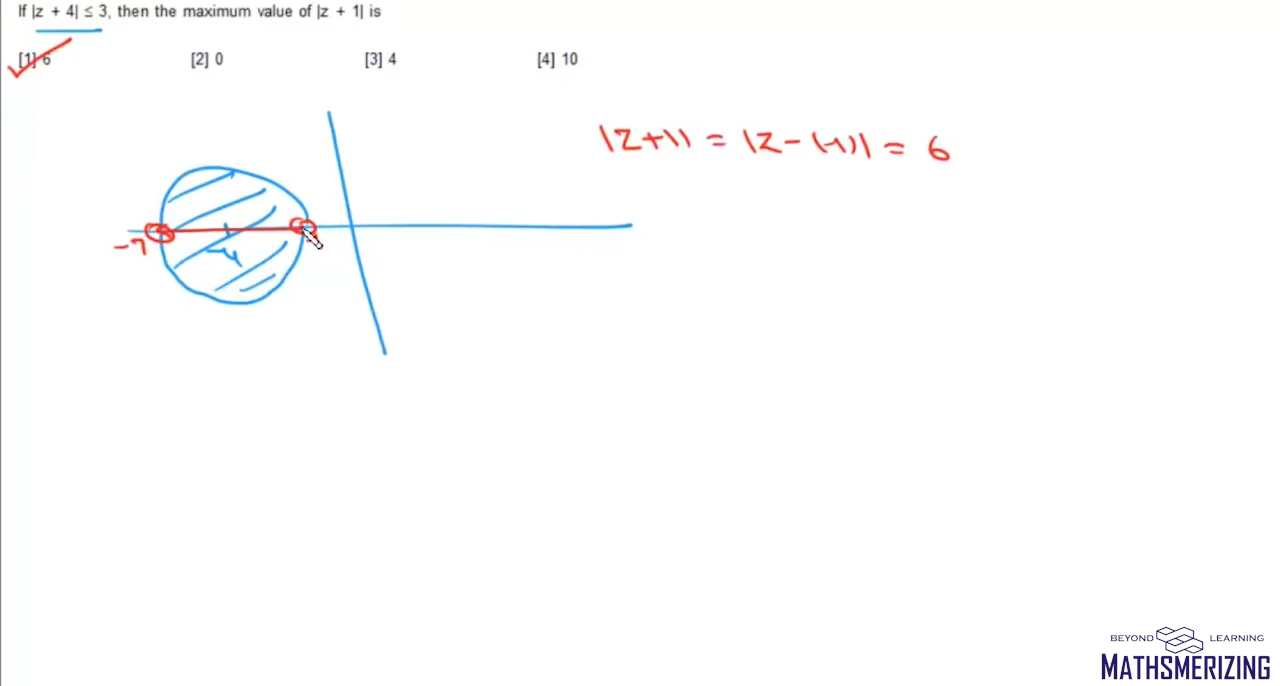 If |z + 4| ≤ 3, then the maximum value of |z + 1| is
[1] 6 [2] 0 [3] 4 [4] 10
|z+1| = |z-(-1)| = 6
-7
-4
BEYOND LEARNING
MATHSMERIZING